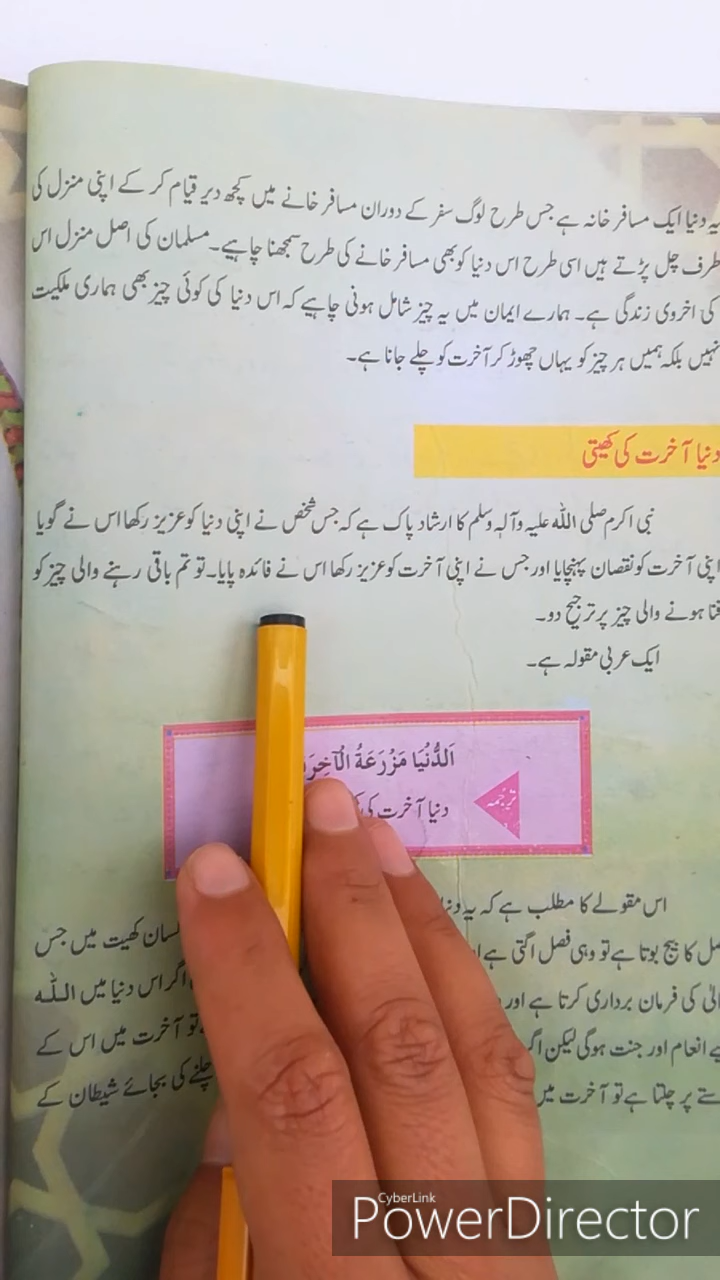 یہ دنیا ایک مسافر خانہ ہے جس طرح لوگ سفر کے دوران مسافر خانے میں کچھ دیر قیام کر کے اپنی منزل کی
طرف چل پڑتے ہیں اسی طرح اس دنیا کو بھی مسافر خانے کی طرح سمجھنا چاہیے۔ مسلمان کی اصل منزل اس
کی اخروی زندگی ہے۔ ہمارے ایمان میں یہ چیز شامل ہونی چاہیے کہ اس دنیا کی کوئی چیز بھی ہماری ملکیت
نہیں بلکہ ہمیں ہر چیز کو یہاں چھوڑ کر آخرت کو چلے جانا ہے۔
دنیا آخرت کی کھیتی
نبی اکرم صلی اللہ علیہ وآلہ وسلم کا ارشاد پاک ہے کہ جس شخص نے اپنی دنیا کو عزیز رکھا اس نے گویا
اپنی آخرت کو نقصان پہنچایا اور جس نے اپنی آخرت کو عزیز رکھا اس نے فائدہ پایا۔ تو تم باقی رہنے والی چیز کو
فنا ہونے والی چیز پر ترجیح دو۔
ایک عربی مقولہ ہے۔
اَلدُّنْیَا مَزْرَعَةُ الْآخِرَ
ترجمہ
دنیا آخرت کی
اس مقولے کا مطلب ہے کہ یہ دنیا
کا بیج بوتا ہے تو وہی فصل اگتی ہے کھیت میں جس
کی فرمان برداری کرتا ہے اور اگر اس دنیا میں اللہ
انعام اور جنت ہوگی لیکن تو آخرت میں اس کے
پر چلتا ہے تو آخرت میں چلنے کی بجائے شیطان کے
CyberLink
PowerDirector